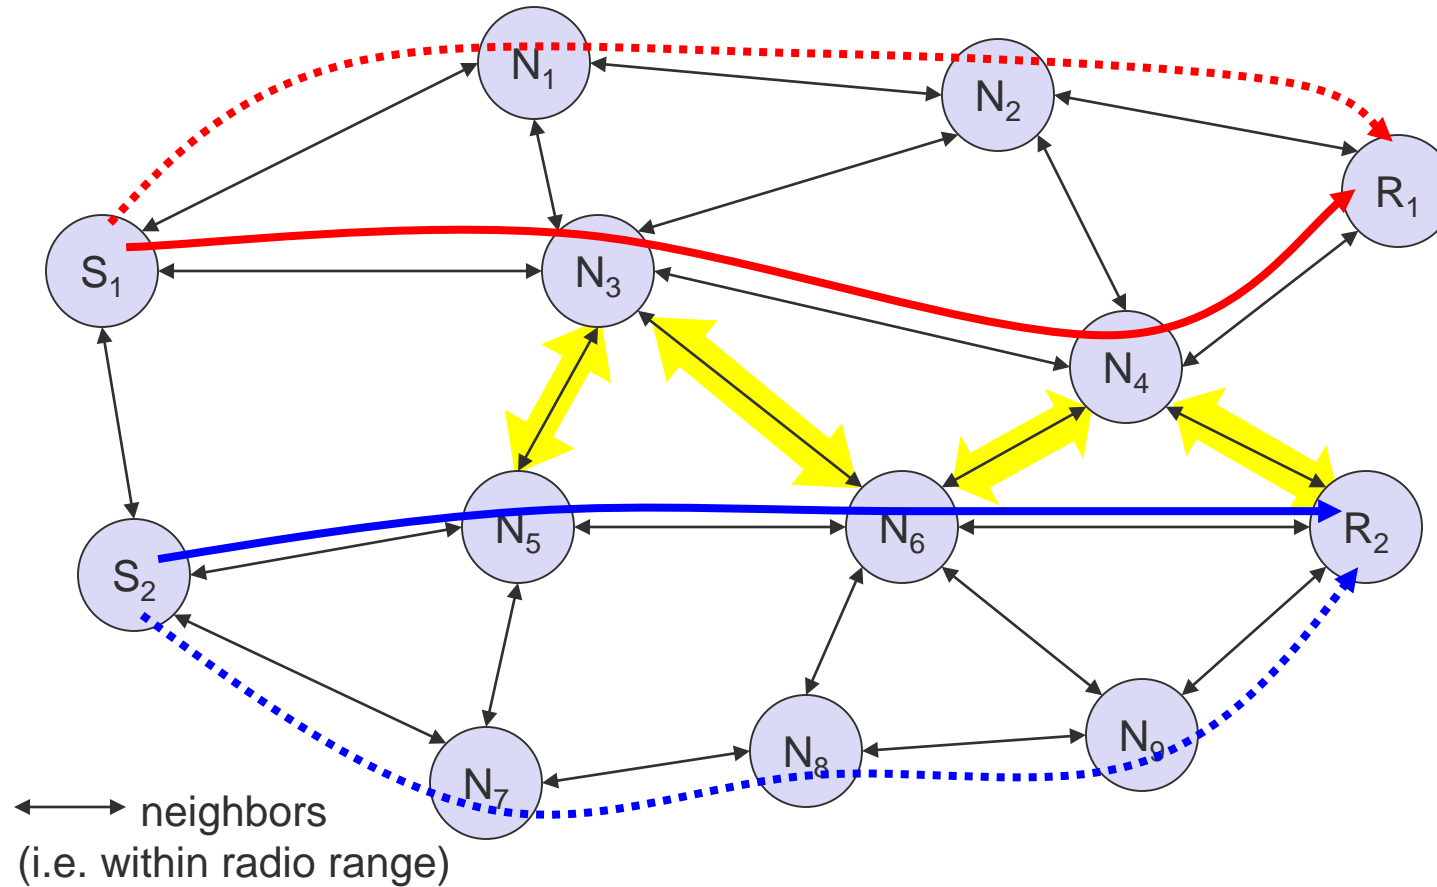 N₁
N₂
R₁
S₁
N₃
N₄
N₅
N₆
R₂
S₂
N₇
N₈
N₉
neighbors
(i.e. within radio range)